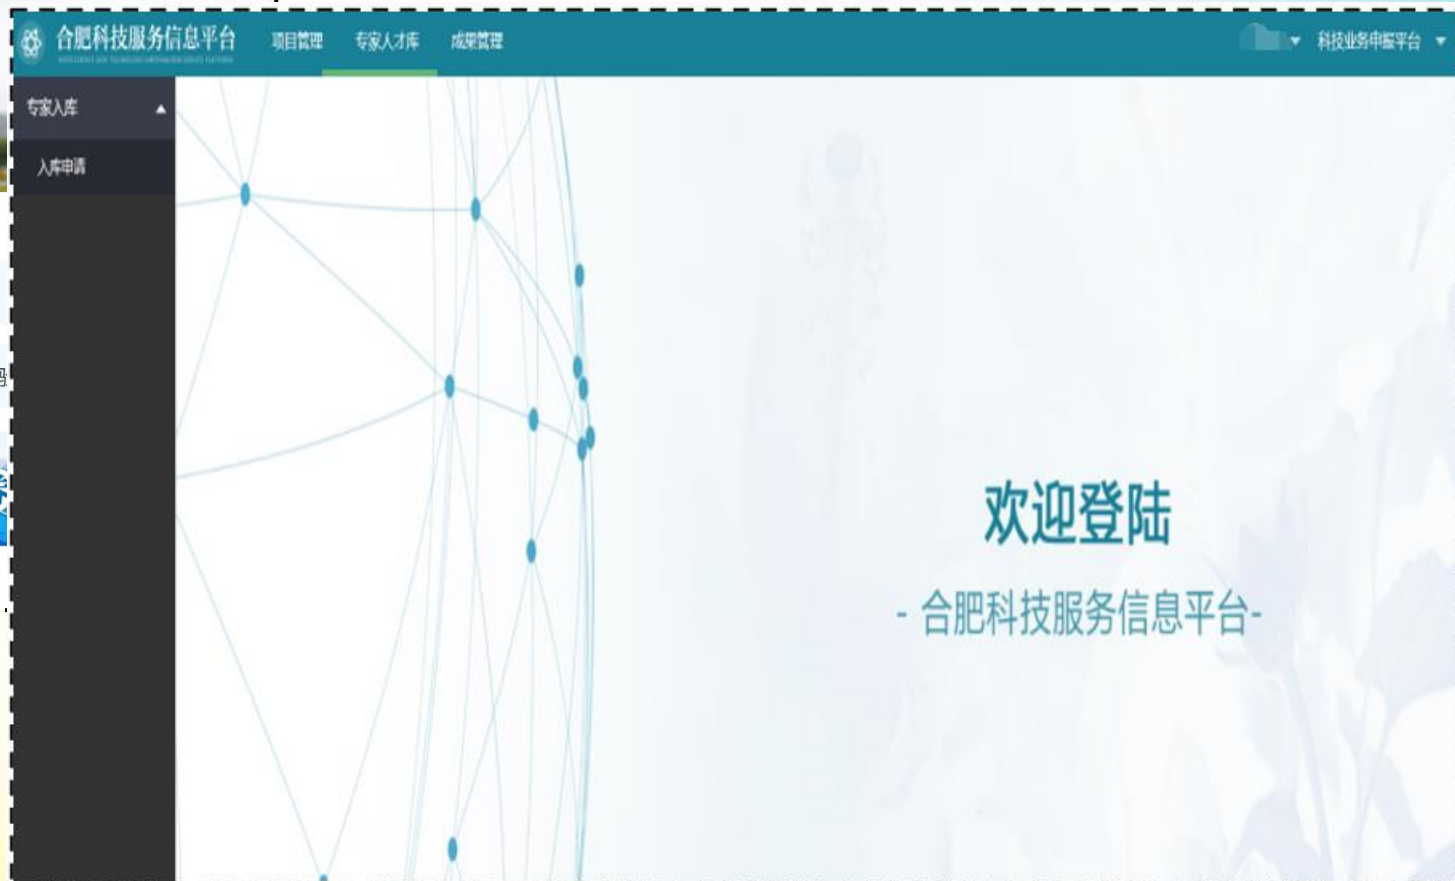 合肥科技服务信息平台 项目管理 专家人才库 成果管理 科技业务申报平台
专家入库
入库申请
欢迎登陆
- 合肥科技服务信息平台-